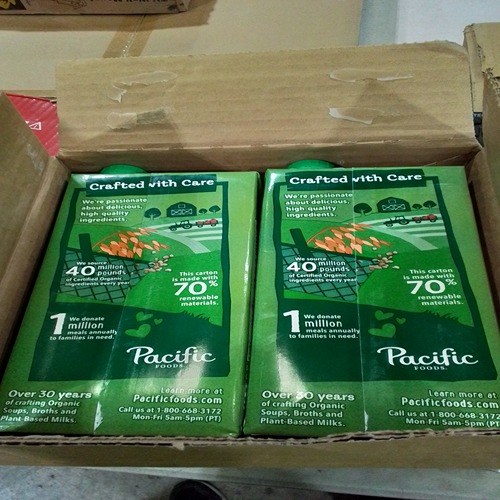 Crafted with Care
We're passionate
about delicious,
high-quality
ingredients.
We source
40 million
pounds
of Certified Organic
ingredients every year
This carton
is made with
70%
renewable
materials.
1 We donate
million
meals annually
to families in need.
Pacific
FOODS
Over 30 years
of crafting Organic
Soups, Broths and
Plant-Based Milks.
Learn more at
Pacificfoods.com
Call us at 1-800-668-3172
Mon-Fri 5am-5pm (PT)
Crafted with Care
We're passionate
about delicious,
high-quality
ingredients.
We source
40 million
pounds
of Certified Organic
ingredients every year
This carton
is made with
70%
renewable
materials.
1 We donate
million
meals annually
to families in need.
Pacific
FOODS
Over 30 years
of crafting Organic
Soups, Broths and
Plant-Based Milks.
Learn more at
Pacificfoods.com
Call us at 1-800-668-3172
Mon-Fri 5am-5pm (PT)